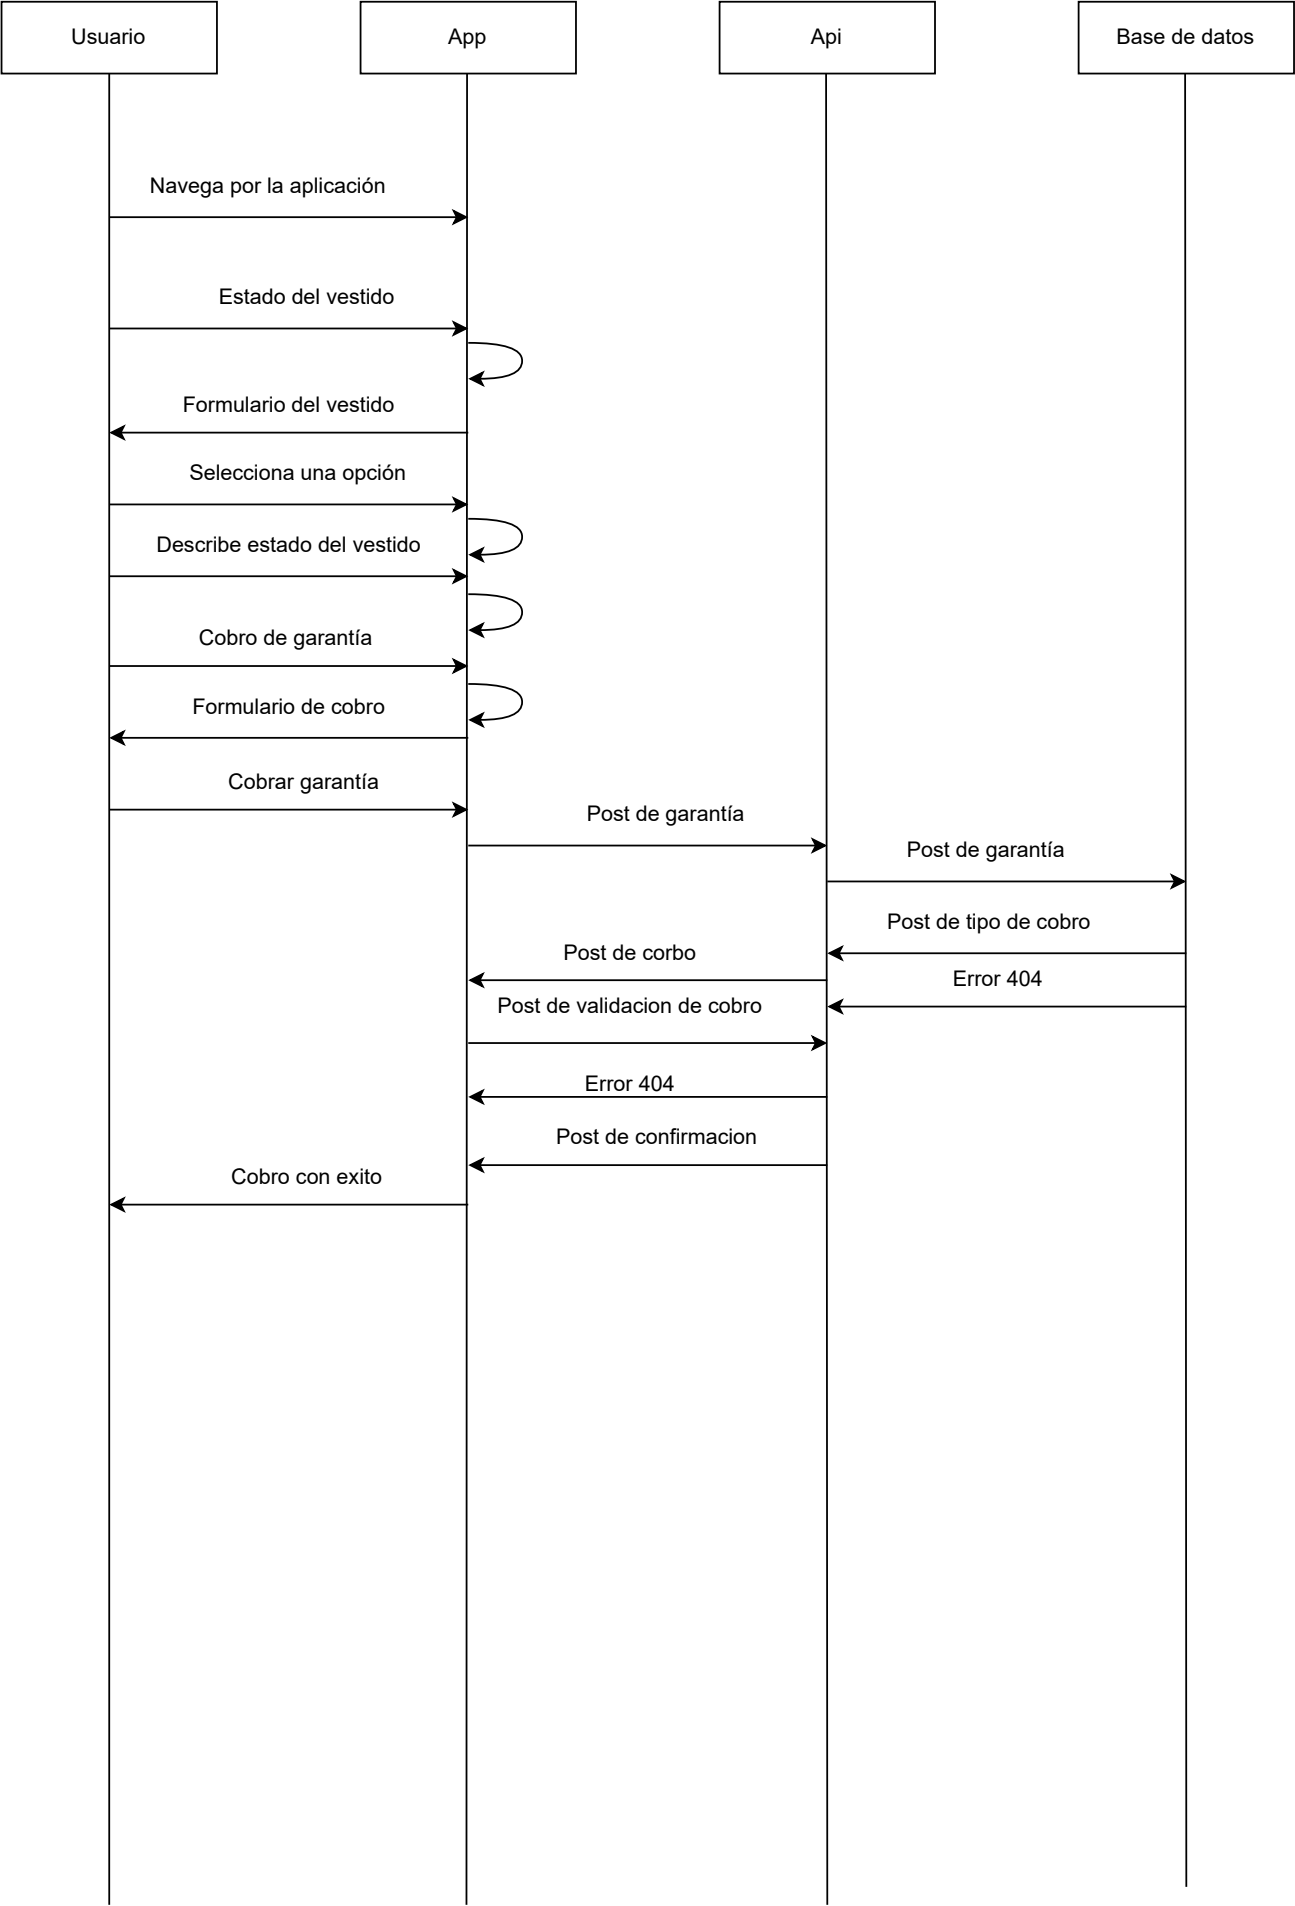 Usuario
App
Api
Base de datos
Navega por la aplicación
Estado del vestido
Formulario del vestido
Selecciona una opción
Describe estado del vestido
Cobro de garantía
Formulario de cobro
Cobrar garantía
Post de garantía
Post de garantía
Post de tipo de cobro
Post de corbo
Error 404
Post de validacion de cobro
Error 404
Post de confirmacion
Cobro con exito